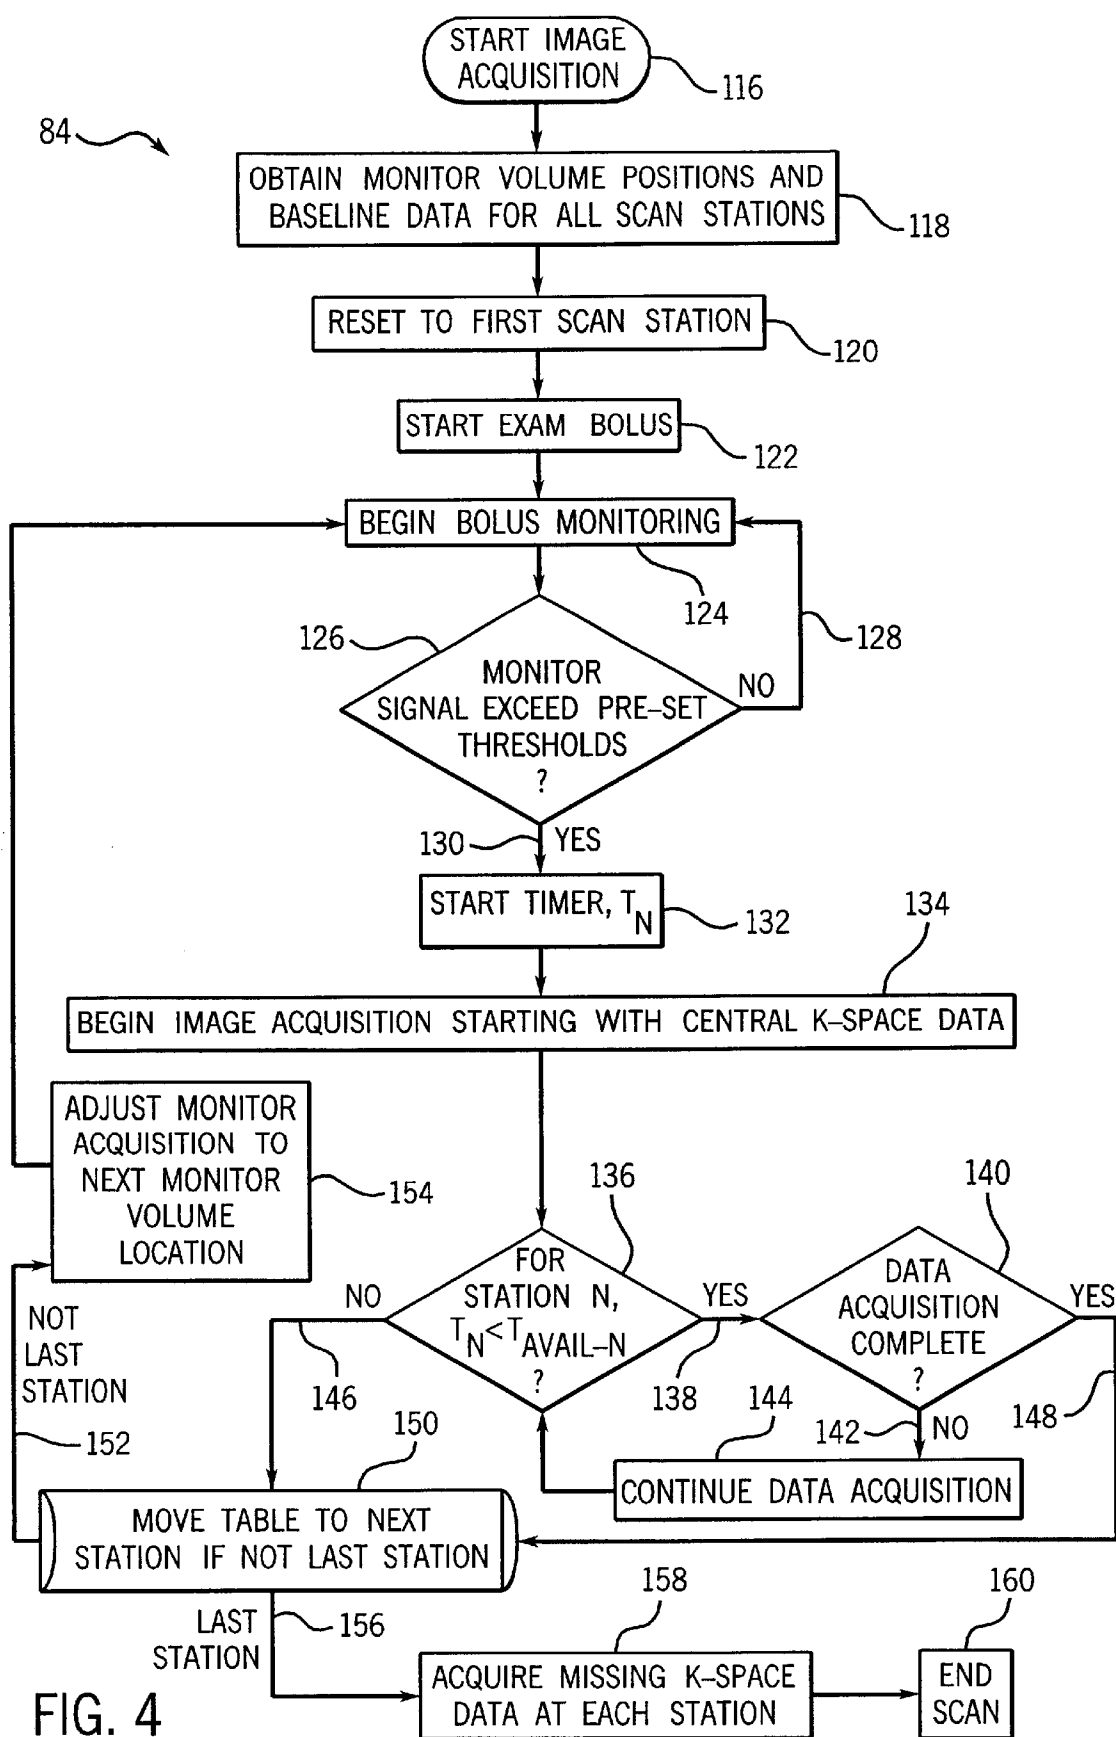 START IMAGE
ACQUISITION
116
84
OBTAIN MONITOR VOLUME POSITIONS AND
BASELINE DATA FOR ALL SCAN STATIONS
118
RESET TO FIRST SCAN STATION
120
START EXAM BOLUS
122
BEGIN BOLUS MONITORING
124
126
128
MONITOR
SIGNAL EXCEED PRE–SET
THRESHOLDS
?
NO
130
YES
START TIMER, TN
132
134
BEGIN IMAGE ACQUISITION STARTING WITH CENTRAL K–SPACE DATA
ADJUST MONITOR
ACQUISITION TO
NEXT MONITOR
VOLUME
LOCATION
154
136
140
FOR
STATION N,
TN<TAVAIL–N
?
NO
YES
DATA
ACQUISITION
COMPLETE
?
YES
NOT
LAST
STATION
146
138
148
152
150
144
142
NO
CONTINUE DATA ACQUISITION
MOVE TABLE TO NEXT
STATION IF NOT LAST STATION
LAST
STATION
156
158
160
ACQUIRE MISSING K–SPACE
DATA AT EACH STATION
END
SCAN
FIG. 4